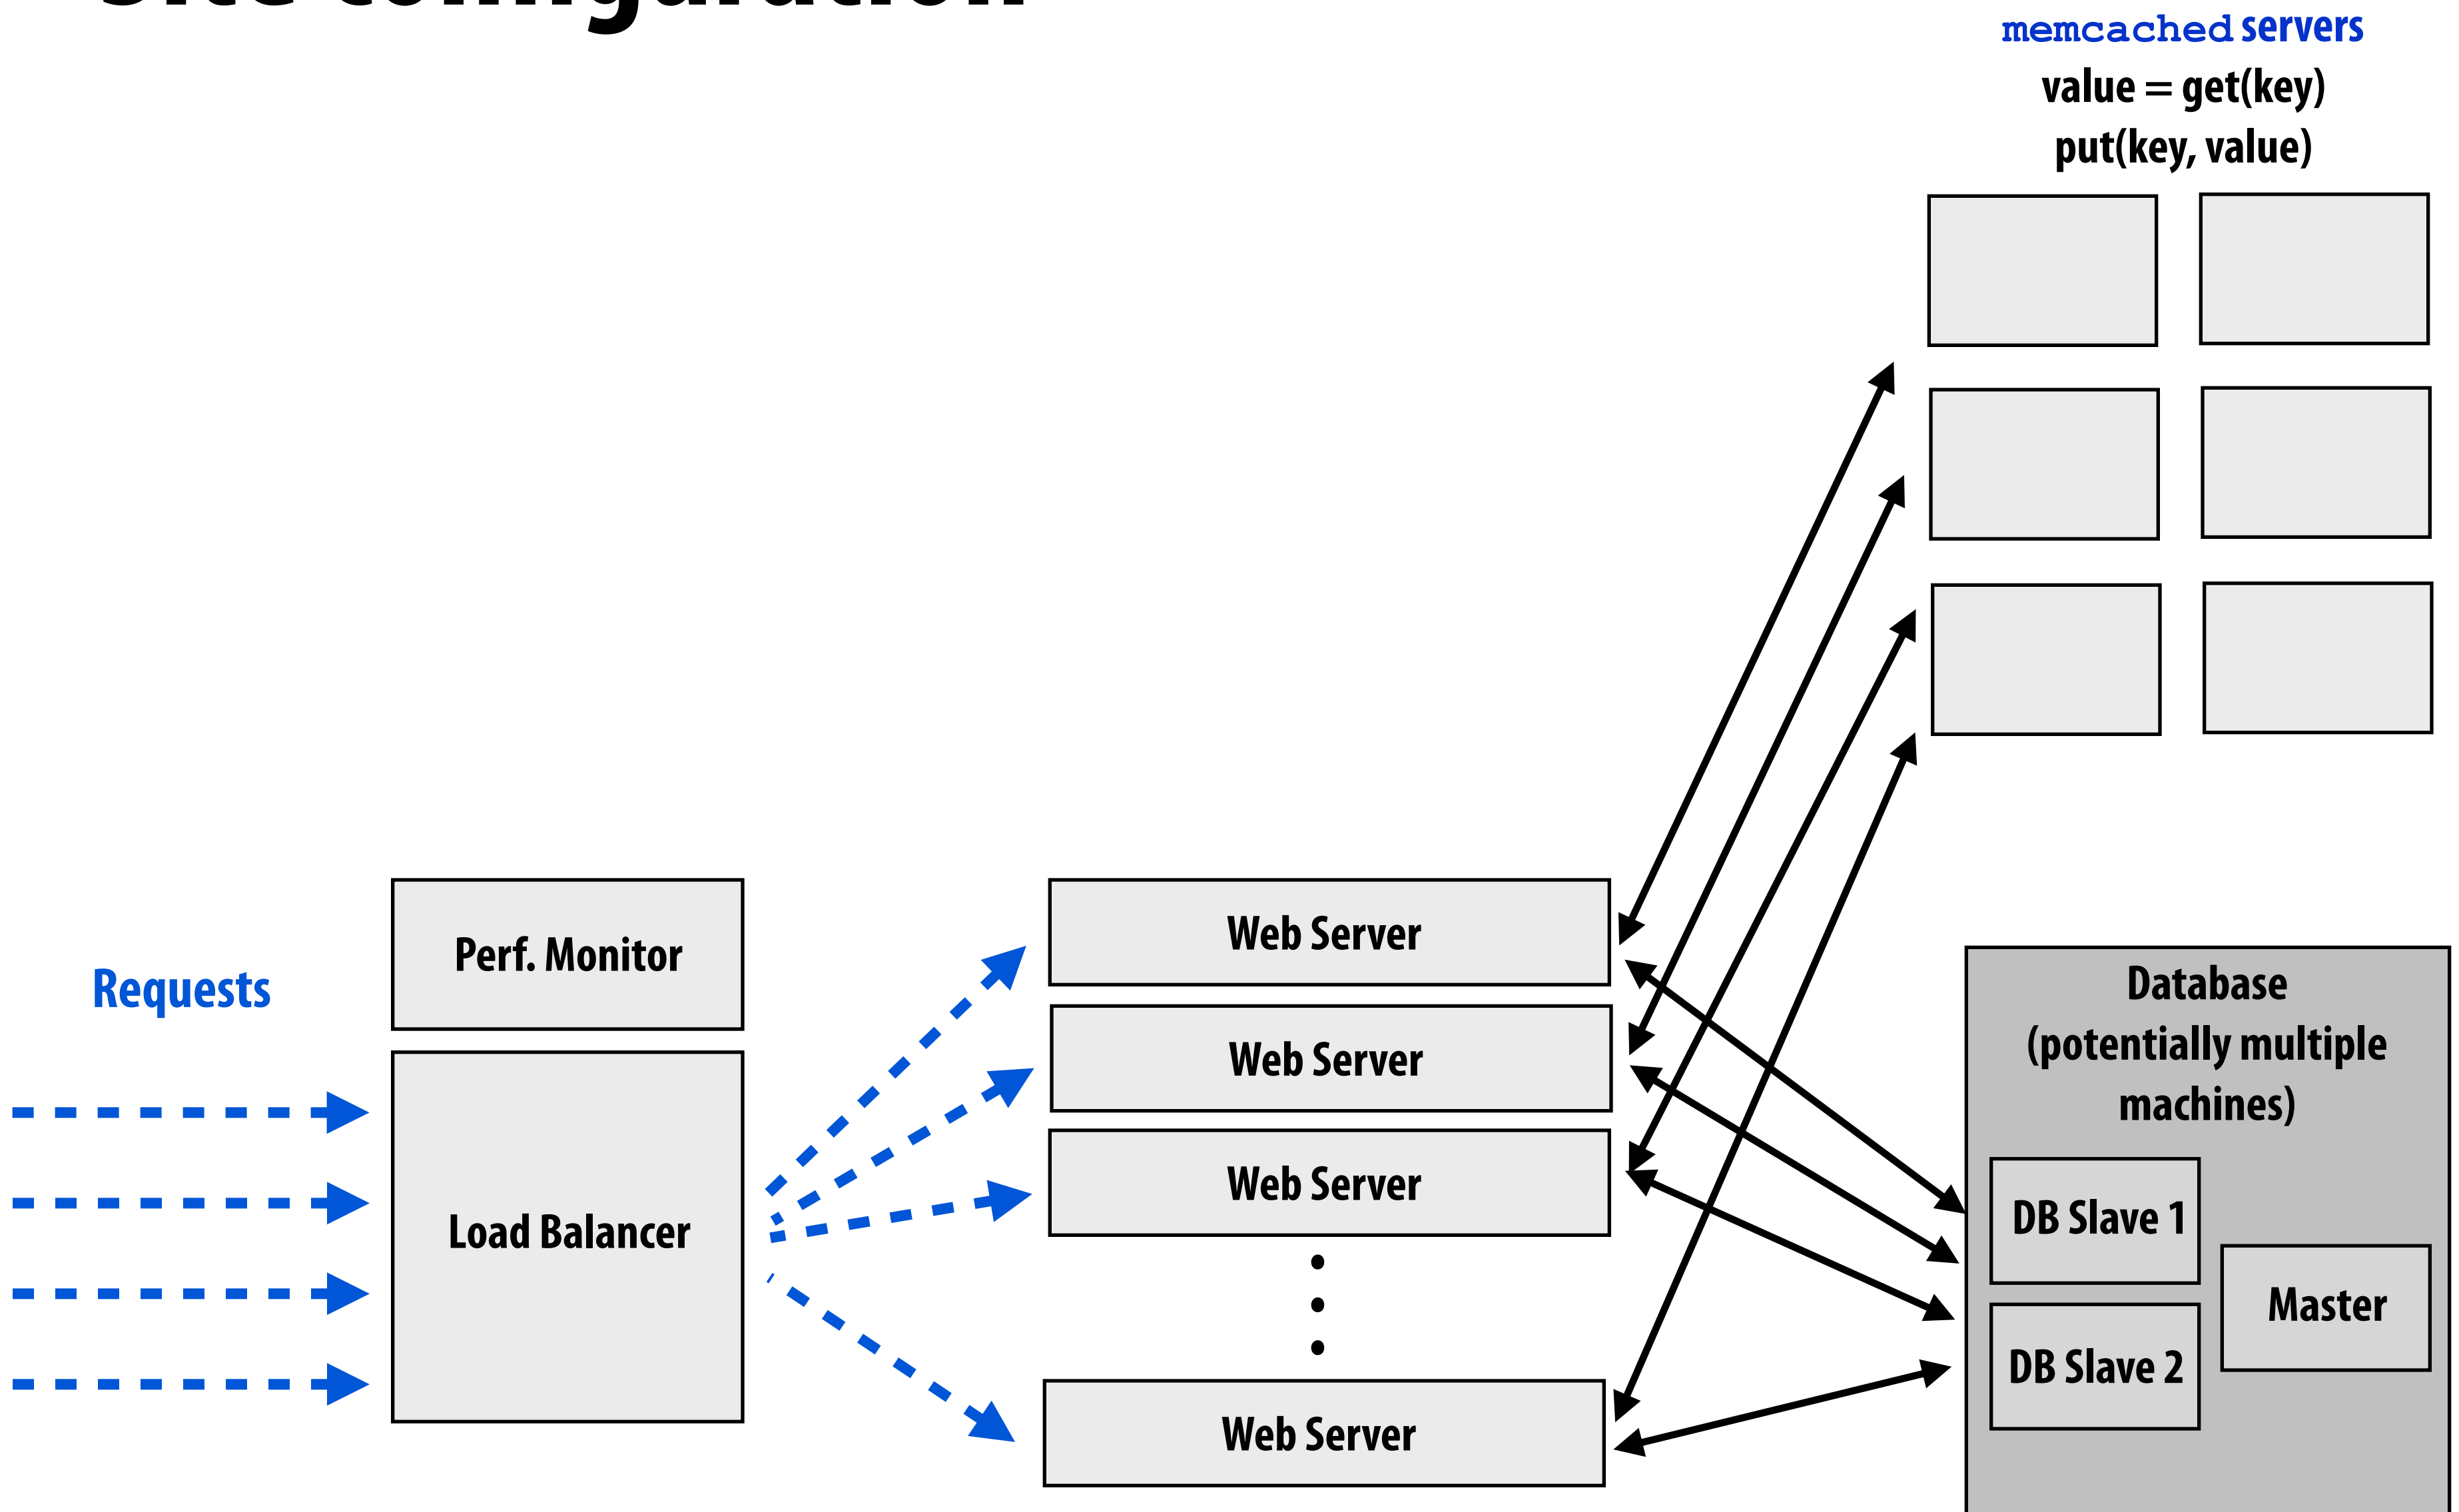 configuration
memcached servers
value = get(key)
put(key, value)
Perf. Monitor
Requests
Load Balancer
Web Server
Web Server
Web Server
Web Server
Database
(potentially multiple
machines)
DB Slave 1
Master
DB Slave 2